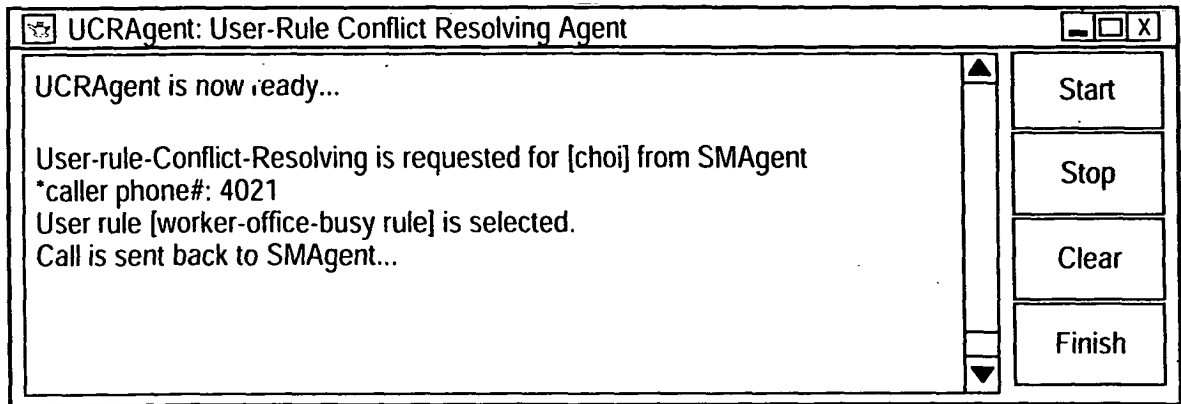 UCRAgent: User-Rule Conflict Resolving Agent
UCRAgent is now ready...
User-rule-Conflict-Resolving is requested for [choi] from SMAgent
*caller phone#: 4021
User rule [worker-office-busy rule] is selected.
Call is sent back to SMAgent...
Start
Stop
Clear
Finish